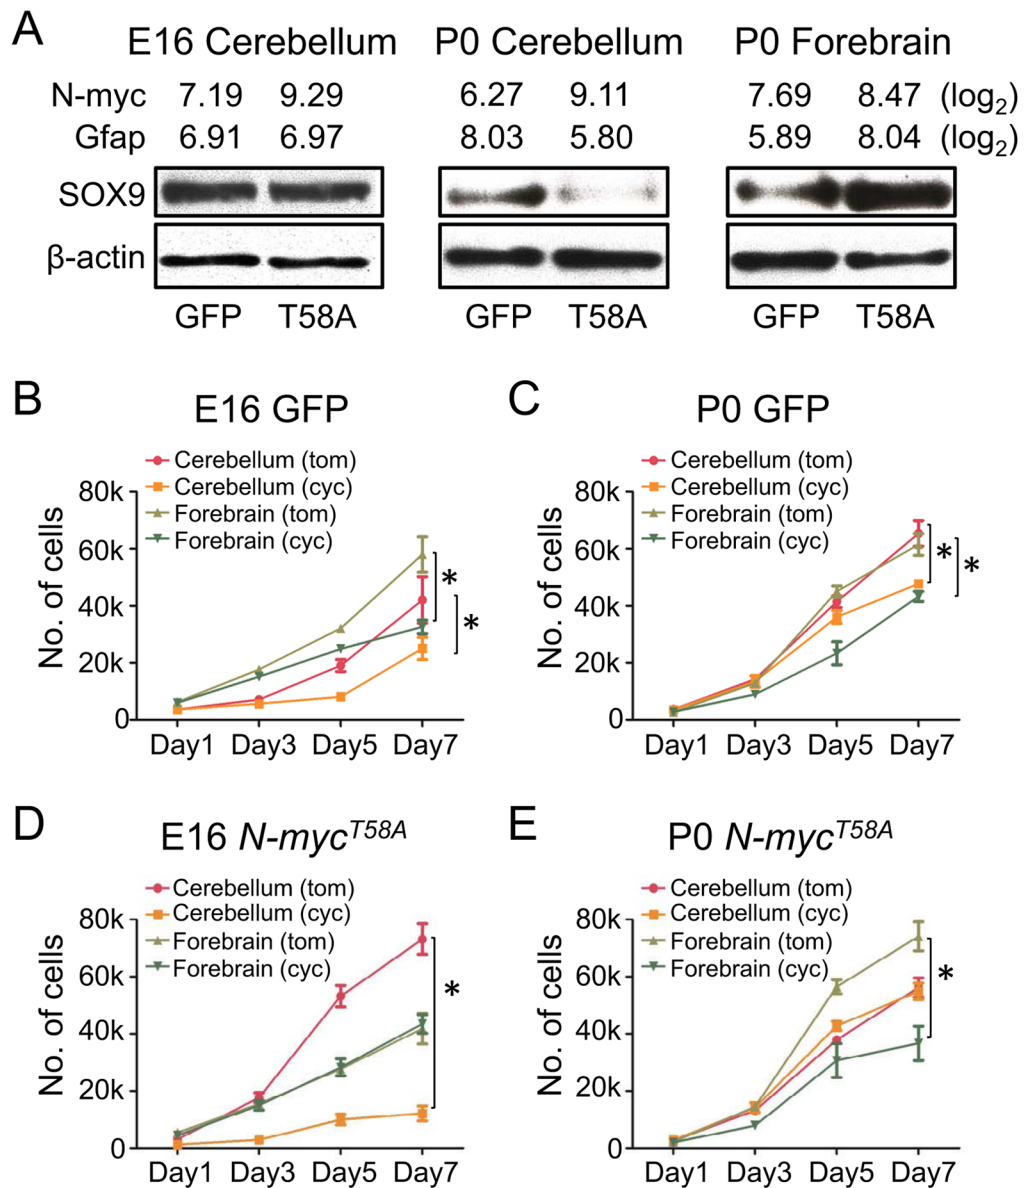 A
E16 Cerebellum P0 Cerebellum P0 Forebrain
N-myc 7.19 9.29 6.27 9.11 7.69 8.47 (log₂)
Gfap 6.91 6.97 8.03 5.80 5.89 8.04 (log₂)
SOX9
β-actin
GFP T58A GFP T58A GFP T58A
B
E16 GFP
Cerebellum (tom)
Cerebellum (cyc)
Forebrain (tom)
Forebrain (cyc)
No. of cells
80k
60k
40k
20k
0
*
*
Day1 Day3 Day5 Day7
C
P0 GFP
Cerebellum (tom)
Cerebellum (cyc)
Forebrain (tom)
Forebrain (cyc)
No. of cells
80k
60k
40k
20k
0
*
*
Day1 Day3 Day5 Day7
D
E16 N-mycᵀ⁵⁸ᴬ
Cerebellum (tom)
Cerebellum (cyc)
Forebrain (tom)
Forebrain (cyc)
No. of cells
80k
60k
40k
20k
0
*
Day1 Day3 Day5 Day7
E
P0 N-mycᵀ⁵⁸ᴬ
Cerebellum (tom)
Cerebellum (cyc)
Forebrain (tom)
Forebrain (cyc)
No. of cells
80k
60k
40k
20k
0
*
Day1 Day3 Day5 Day7